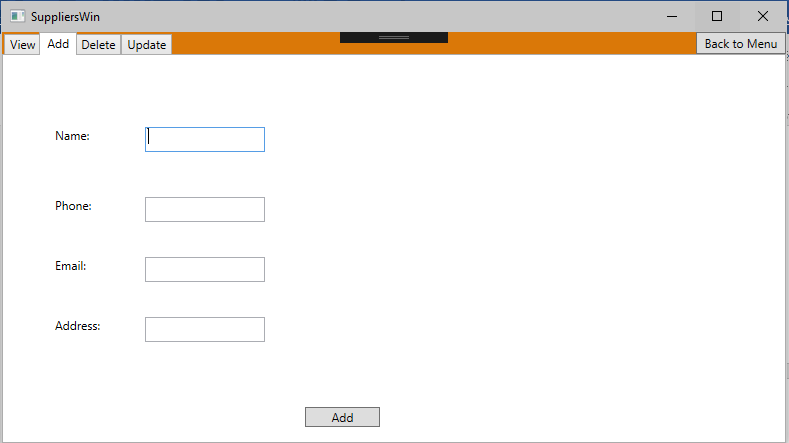 SuppliersWin
View Add Delete Update Back to Menu
Name:
Phone:
Email:
Address:
Add